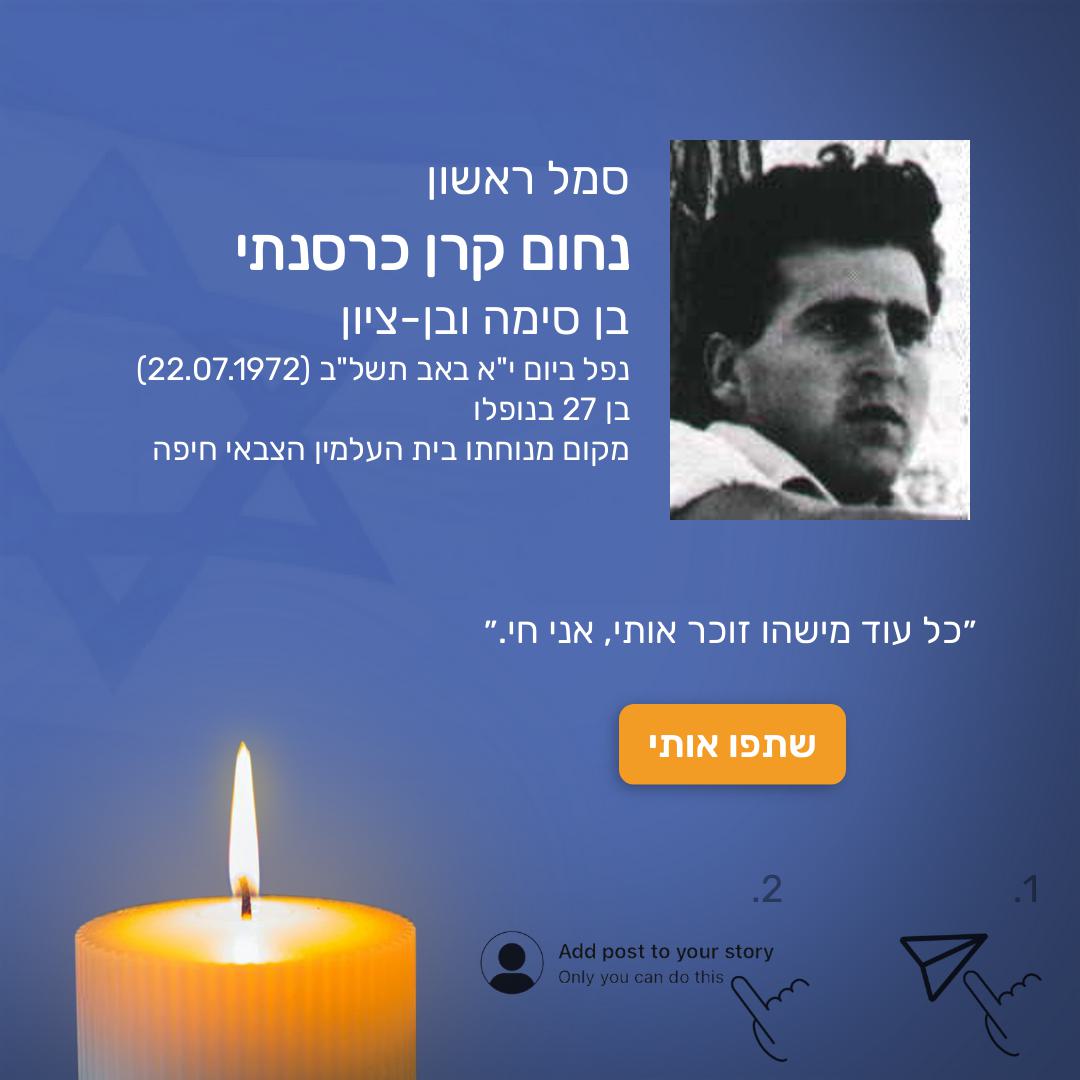 סמל ראשון
נחום קרן כרסנתי
בן סימה ובן-ציון
נפל ביום י"א באב תשל"ב (22.07.1972)
בן 27 בנופלו
מקום מנוחתו בית העלמין הצבאי חיפה
״כל עוד מישהו זוכר אותי, אני חי.״
שתפו אותי
1.
2.
Add post to your story
Only you can do this